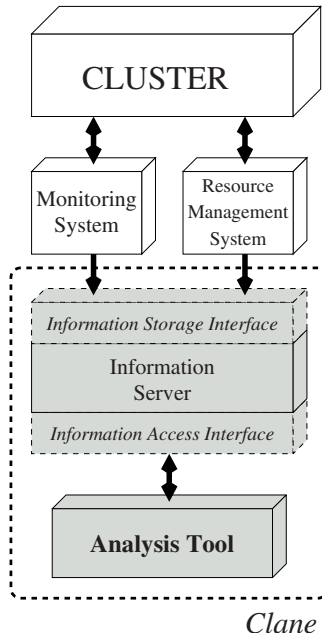 CLUSTER
Monitoring
System
Resource
Management
System
Information Storage Interface
Information
Server
Information Access Interface
Analysis Tool
Clane